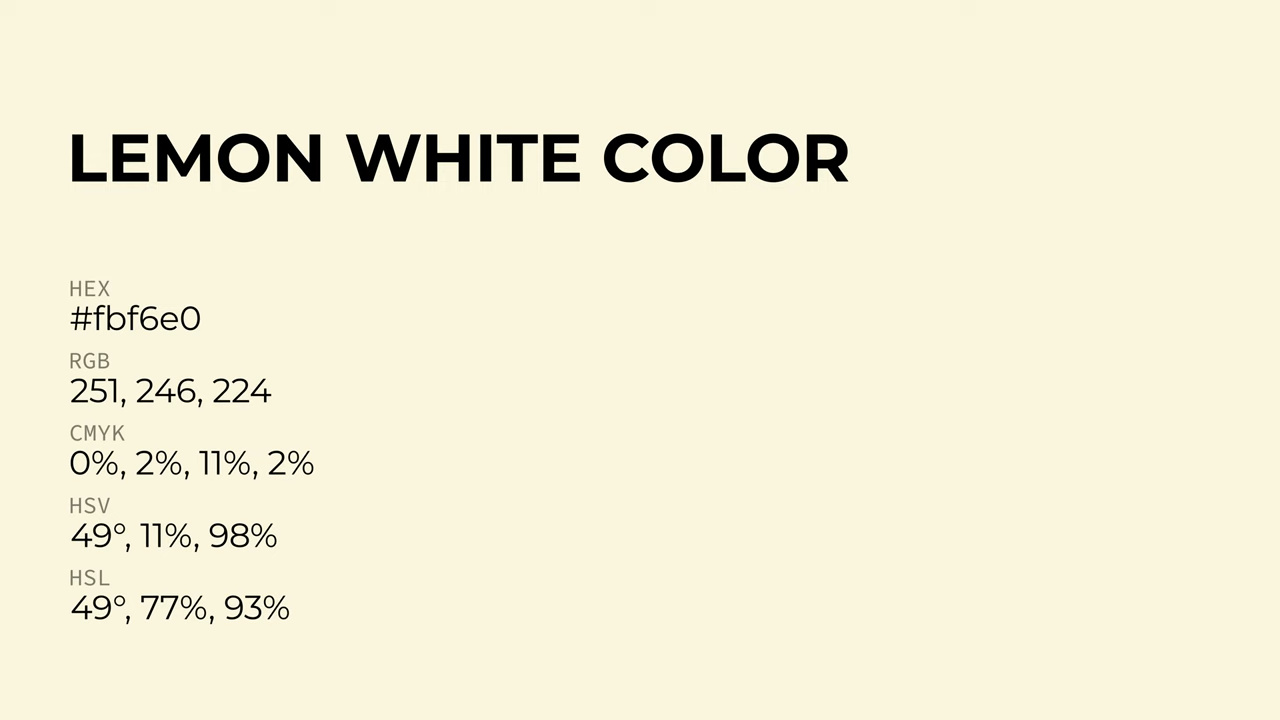 LEMON WHITE COLOR
HEX
#fbf6e0
RGB
251, 246, 224
CMYK
0%, 2%, 11%, 2%
HSV
49°, 11%, 98%
HSL
49°, 77%, 93%